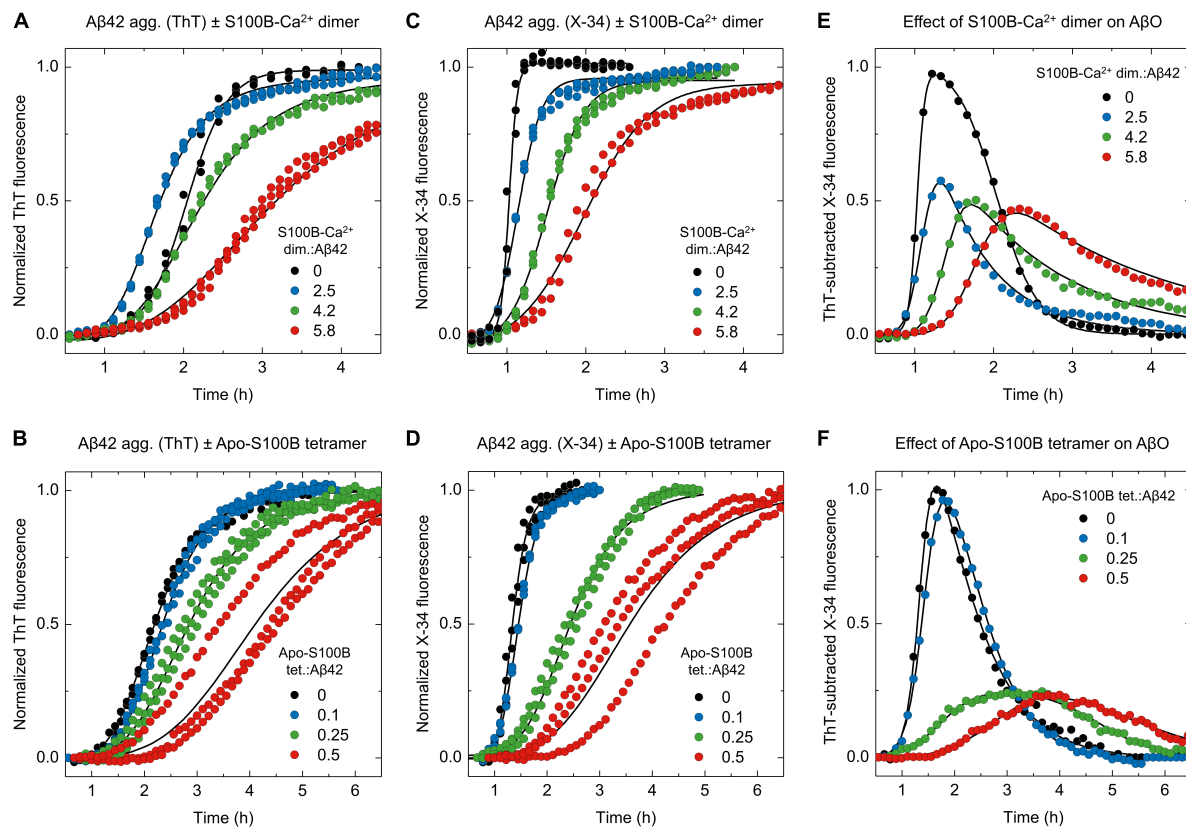 A
Aβ42 agg. (ThT) ± S100B-Ca²⁺ dimer
Normalized ThT fluorescence
1.0
0.5
0.0
S100B-Ca²⁺
dim.:Aβ42
0
2.5
4.2
5.8
1 2 3 4
Time (h)
C
Aβ42 agg. (X-34) ± S100B-Ca²⁺ dimer
Normalized X-34 fluorescence
1.0
0.5
0.0
S100B-Ca²⁺
dim.:Aβ42
0
2.5
4.2
5.8
1 2 3 4
Time (h)
E
Effect of S100B-Ca²⁺ dimer on AβO
ThT-subtracted X-34 fluorescence
1.0
0.5
0.0
S100B-Ca²⁺ dim.:Aβ42
0
2.5
4.2
5.8
1 2 3 4
Time (h)
B
Aβ42 agg. (ThT) ± Apo-S100B tetramer
Normalized ThT fluorescence
1.0
0.5
0.0
Apo-S100B
tet.:Aβ42
0
0.1
0.25
0.5
1 2 3 4 5 6
Time (h)
D
Aβ42 agg. (X-34) ± Apo-S100B tetramer
Normalized X-34 fluorescence
1.0
0.5
0.0
Apo-S100B
tet.:Aβ42
0
0.1
0.25
0.5
1 2 3 4 5 6
Time (h)
F
Effect of Apo-S100B tetramer on AβO
ThT-subtracted X-34 fluorescence
1.0
0.5
0.0
Apo-S100B tet.:Aβ42
0
0.1
0.25
0.5
1 2 3 4 5 6
Time (h)